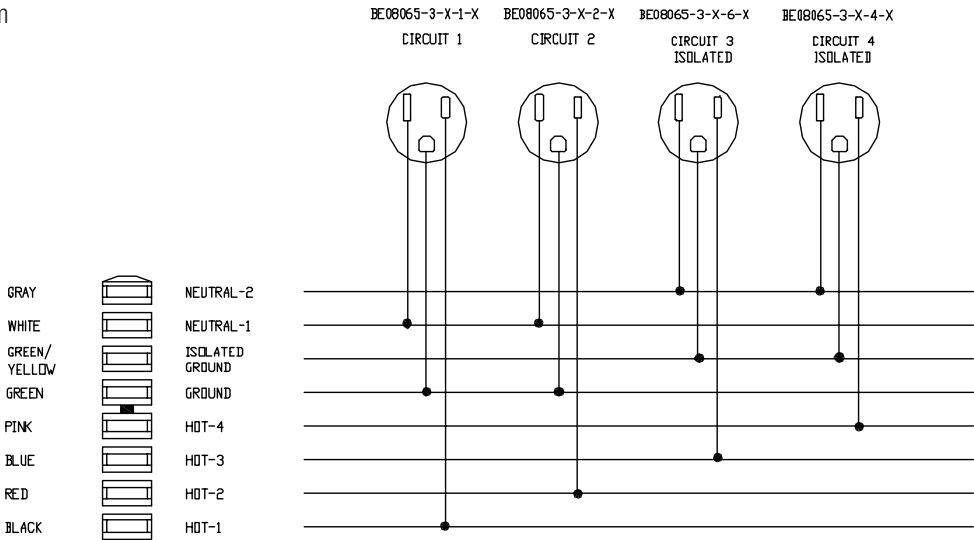 BE08065-3-X-1-X BE08065-3-X-2-X BE08065-3-X-6-X BE08065-3-X-4-X
CIRCUIT 1 CIRCUIT 2 CIRCUIT 3 CIRCUIT 4
ISOLATED ISOLATED
GRAY NEUTRAL-2
WHITE NEUTRAL-1
GREEN/ ISOLATED
YELLOW GROUND
GREEN GROUND
PINK HOT-4
BLUE HOT-3
RED HOT-2
BLACK HOT-1